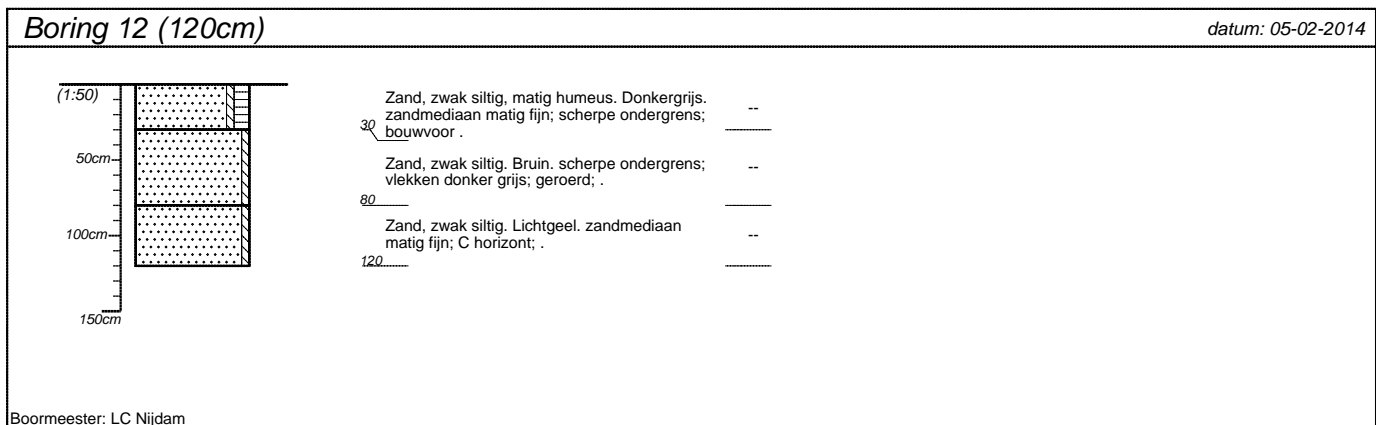 Boring 12 (120cm)
datum: 05-02-2014
(1:50)
50cm
100cm
150cm
Zand, zwak siltig, matig humeus. Donkergrijs.
zandmediaan matig fijn; scherpe ondergrens;
bouwvoor .
--
30
Zand, zwak siltig. Bruin. scherpe ondergrens;
vlekken donker grijs; geroerd; .
--
80
Zand, zwak siltig. Lichtgeel. zandmediaan
matig fijn; C horizont; .
--
120
Boormeester: LC Nijdam